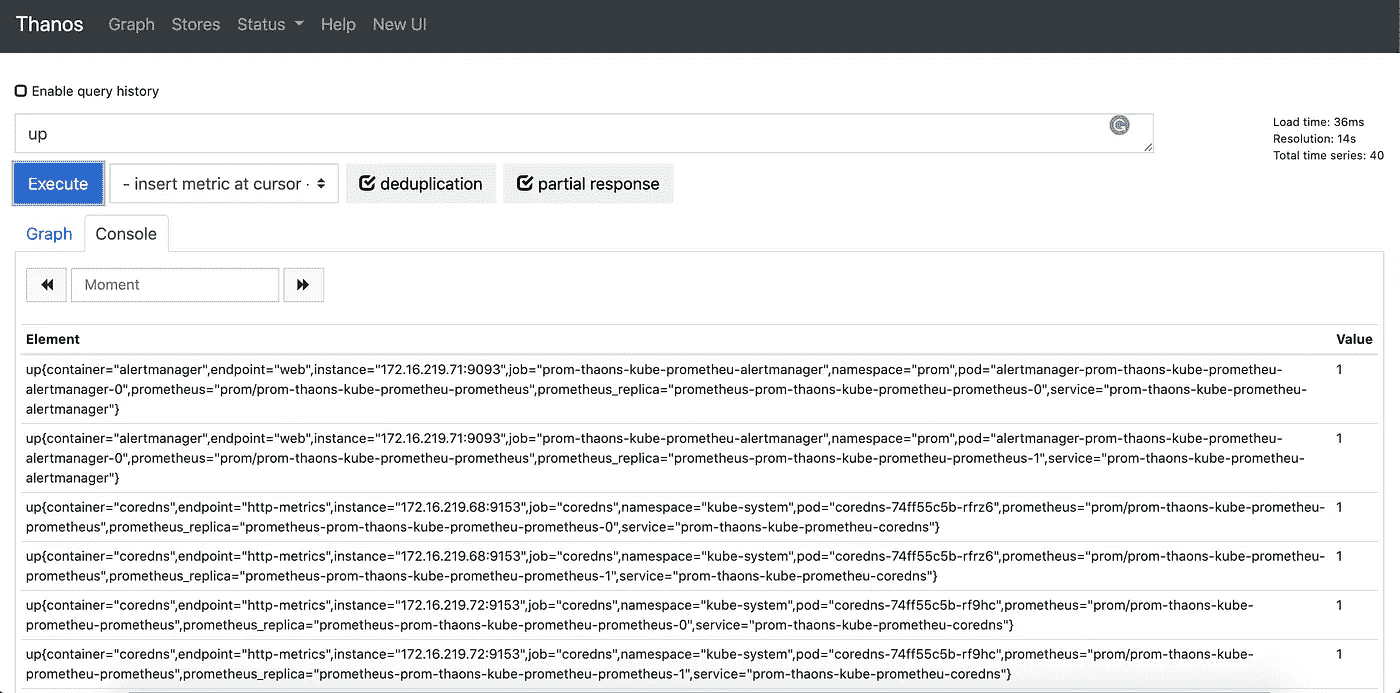 Thanos Graph Stores Status Help New UI
Enable query history
up
Load time: 36ms
Resolution: 14s
Total time series: 40
Execute - insert metric at cursor - deduplication partial response
Graph Console
Moment
Element Value
up{container="alertmanager",endpoint="web",instance="172.16.219.71:9093",job="prom-thaons-kube-prometheu-alertmanager",namespace="prom",pod="alertmanager-prom-thaons-kube-prometheu- 1
alertmanager-0",prometheus="prom/prom-thaons-kube-prometheu-prometheus",prometheus_replica="prometheus-prom-thaons-kube-prometheu-prometheus-0",service="prom-thaons-kube-prometheu-
alertmanager"}
up{container="alertmanager",endpoint="web",instance="172.16.219.71:9093",job="prom-thaons-kube-prometheu-alertmanager",namespace="prom",pod="alertmanager-prom-thaons-kube-prometheu- 1
alertmanager-0",prometheus="prom/prom-thaons-kube-prometheu-prometheus",prometheus_replica="prometheus-prom-thaons-kube-prometheu-prometheus-1",service="prom-thaons-kube-prometheu-
alertmanager"}
up{container="coredns",endpoint="http-metrics",instance="172.16.219.68:9153",job="coredns",namespace="kube-system",pod="coredns-74ff55c5b-rfrz6",prometheus="prom/prom-thaons-kube-prometheu- 1
prometheus",prometheus_replica="prometheus-prom-thaons-kube-prometheu-prometheus-0",service="prom-thaons-kube-prometheu-coredns"}
up{container="coredns",endpoint="http-metrics",instance="172.16.219.68:9153",job="coredns",namespace="kube-system",pod="coredns-74ff55c5b-rfrz6",prometheus="prom/prom-thaons-kube-prometheu- 1
prometheus",prometheus_replica="prometheus-prom-thaons-kube-prometheu-prometheus-1",service="prom-thaons-kube-prometheu-coredns"}
up{container="coredns",endpoint="http-metrics",instance="172.16.219.72:9153",job="coredns",namespace="kube-system",pod="coredns-74ff55c5b-rf9hc",prometheus="prom/prom-thaons-kube- 1
prometheu-prometheus",prometheus_replica="prometheus-prom-thaons-kube-prometheu-prometheus-0",service="prom-thaons-kube-prometheu-coredns"}
up{container="coredns",endpoint="http-metrics",instance="172.16.219.72:9153",job="coredns",namespace="kube-system",pod="coredns-74ff55c5b-rf9hc",prometheus="prom/prom-thaons-kube- 1
prometheu-prometheus",prometheus_replica="prometheus-prom-thaons-kube-prometheu-prometheus-1",service="prom-thaons-kube-prometheu-coredns"}